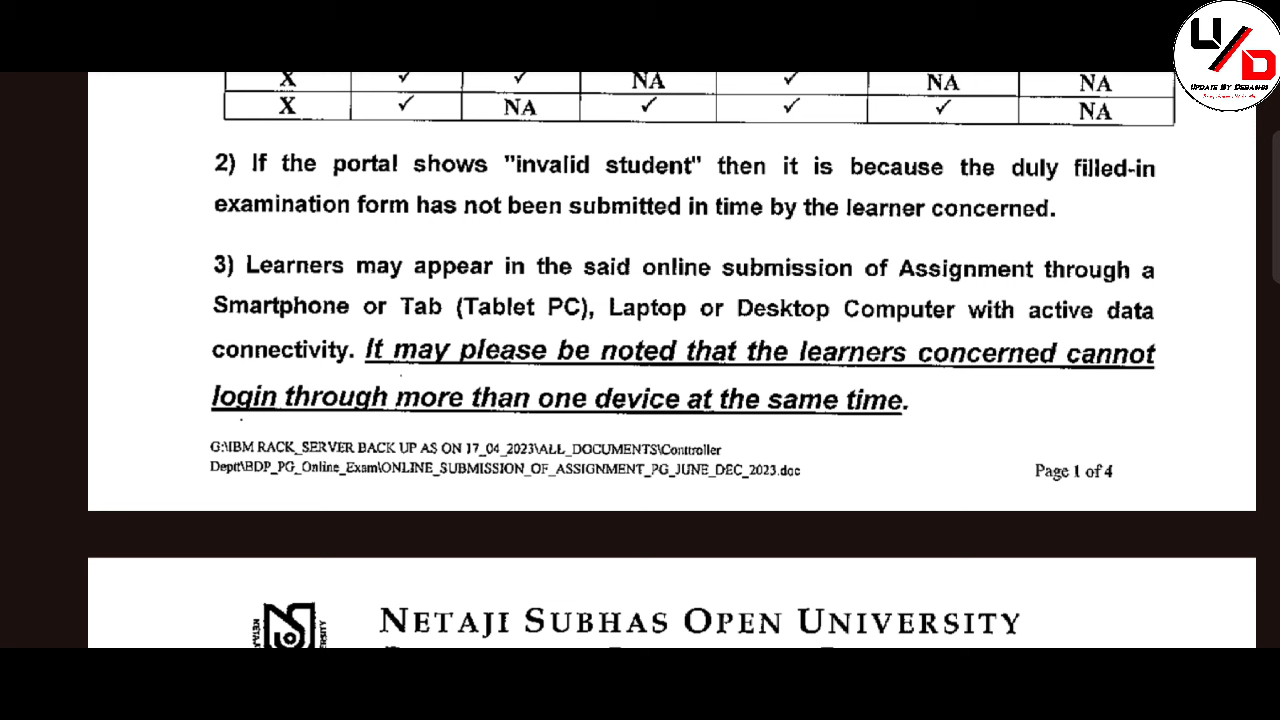 X ✓ ✓ NA ✓ NA NA
X ✓ NA ✓ ✓ ✓ NA
2) If the portal shows "invalid student" then it is because the duly filled-in
examination form has not been submitted in time by the learner concerned.
3) Learners may appear in the said online submission of Assignment through a
Smartphone or Tab (Tablet PC), Laptop or Desktop Computer with active data
connectivity. It may please be noted that the learners concerned cannot
login through more than one device at the same time.
G:\IBM RACK_SERVER BACK UP AS ON 17_04_2023\ALL_DOCUMENTS\Conttroller
Deptt\BDP_PG_Online_Exam\ONLINE_SUBMISSION_OF_ASSIGNMENT_PG_JUNE_DEC_2023.doc
Page 1 of 4
NETAJI SUBHAS OPEN UNIVERSITY
U/D
UPDATE BY DEBASHIS